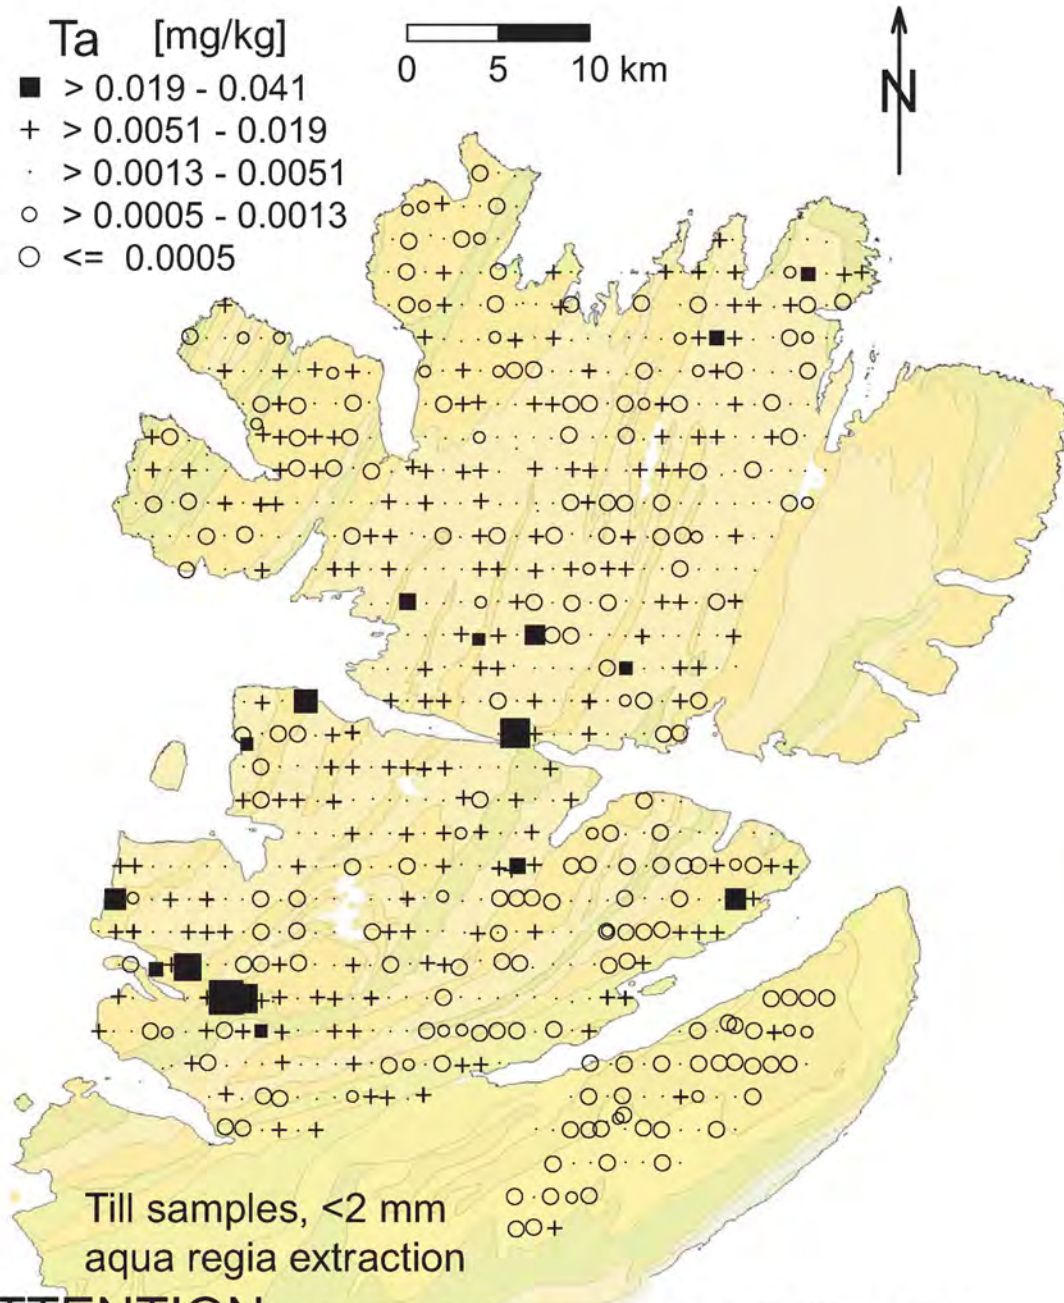 Ta [mg/kg]
> 0.019 - 0.041
> 0.0051 - 0.019
> 0.0013 - 0.0051
> 0.0005 - 0.0013
<= 0.0005
0 5 10 km
N
Till samples, <2 mm
aqua regia extraction